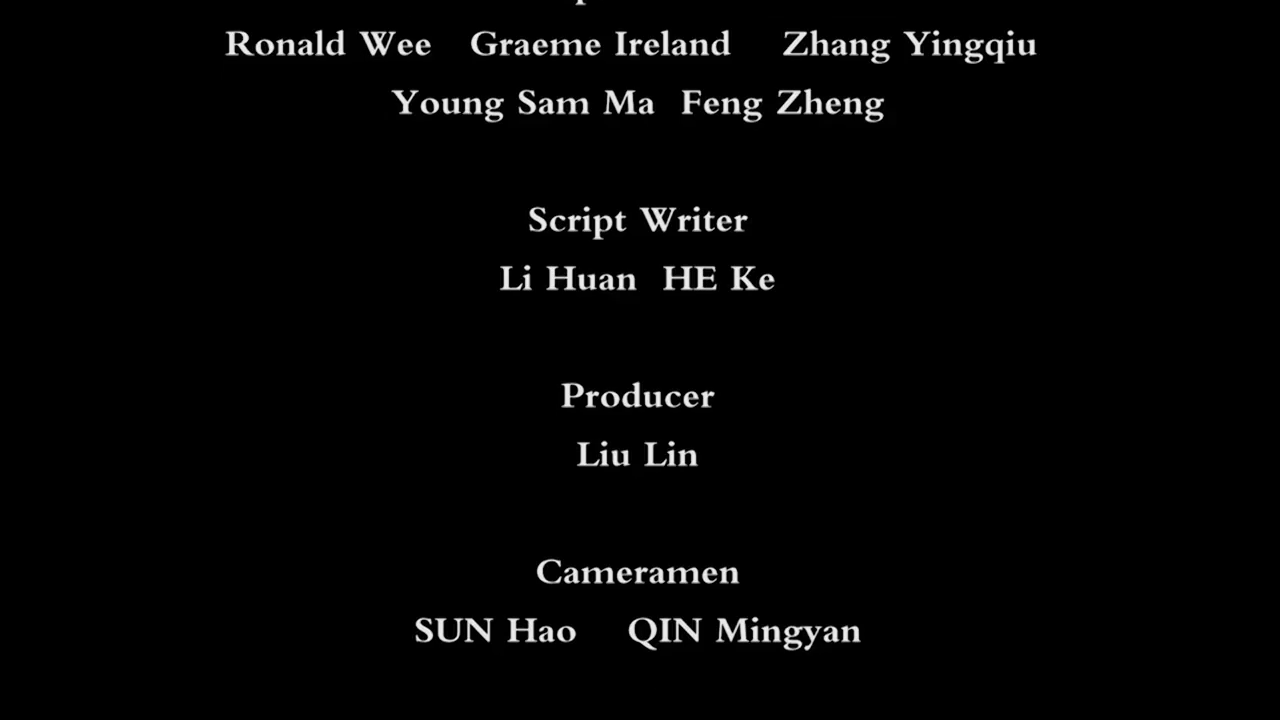 Ronald Wee Graeme Ireland Zhang Yingqiu
Young Sam Ma Feng Zheng
Script Writer
Li Huan HE Ke
Producer
Liu Lin
Cameramen
SUN Hao QIN Mingyan